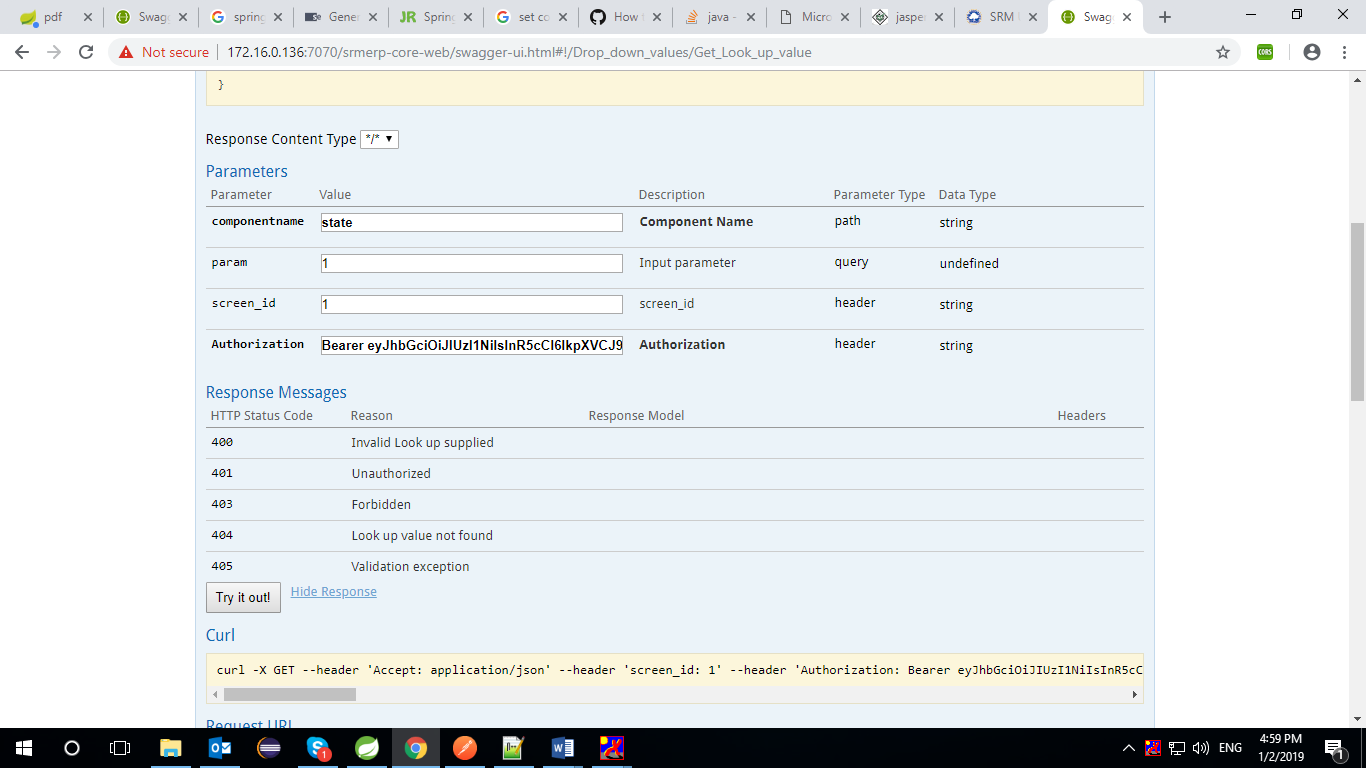 pdf Swagg spring Gener JR Spring set co How t java - Micro jaspe SRM Swag
Not secure 172.16.0.136:7070/srmerp-core-web/swagger-ui.html#!/Drop_down_values/Get_Look_up_value CORS
}
Response Content Type */*
Parameters
Parameter Value Description Parameter Type Data Type
componentname state Component Name path string
param 1 Input parameter query undefined
screen_id 1 screen_id header string
Authorization Bearer eyJhbGciOiJIUzI1NiIsInR5cCI6IkpXVCJ9 Authorization header string
Response Messages
HTTP Status Code Reason Response Model Headers
400 Invalid Look up supplied
401 Unauthorized
403 Forbidden
404 Look up value not found
405 Validation exception
Try it out! Hide Response
Curl
curl -X GET --header 'Accept: application/json' --header 'screen_id: 1' --header 'Authorization: Bearer eyJhbGciOiJIUzI1NiIsInR5cC
Request URL
ENG 4:59 PM
1/2/2019